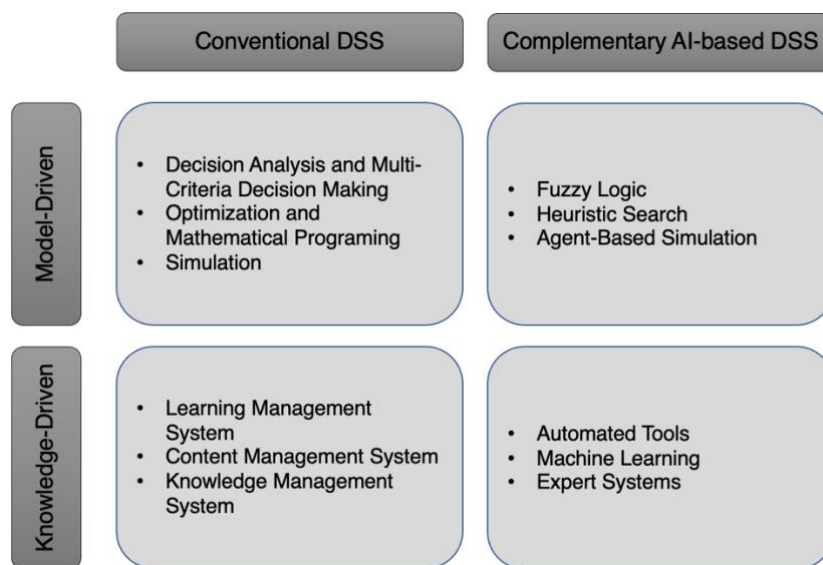 Conventional DSS
Complementary AI-based DSS
Model-Driven
• Decision Analysis and Multi-
Criteria Decision Making
• Optimization and
Mathematical Programing
• Simulation
• Fuzzy Logic
• Heuristic Search
• Agent-Based Simulation
Knowledge-Driven
• Learning Management
System
• Content Management System
• Knowledge Management
System
• Automated Tools
• Machine Learning
• Expert Systems